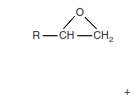 O
R CH CH₂
+